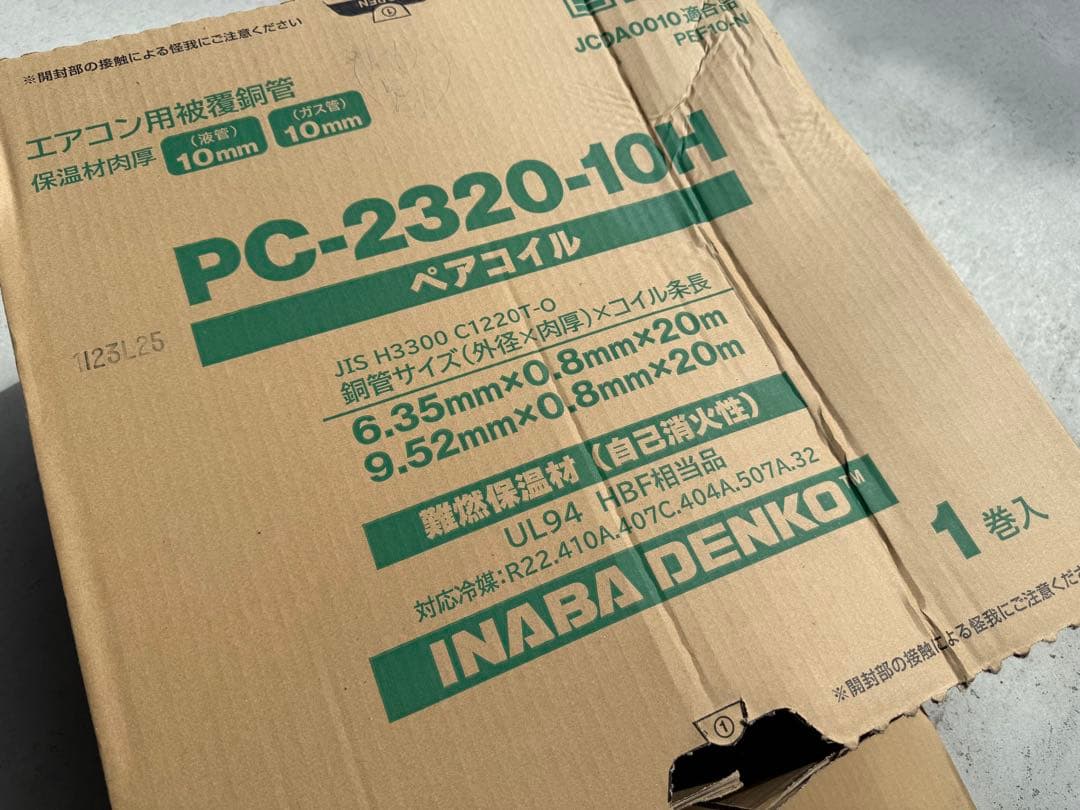 ※開封部の接触による怪我にご注意ください
OPEN
①
JCDA0010適合品
PEF10-N
エアコン用被覆銅管
保温材肉厚 (液管) 10mm (ガス管) 10mm
PC-2320-10H
ペアコイル
1I23L25
JIS H3300 C1220T-O
銅管サイズ(外径×肉厚)×コイル条長
6.35mm×0.8mm×20m
9.52mm×0.8mm×20m
難燃保温材(自己消火性)
UL94 HBF相当品
対応冷媒:R22.410A.407C.404A.507A.32
INABA DENKO™
1巻入
※開封部の接触による怪我にご注意くださ
①